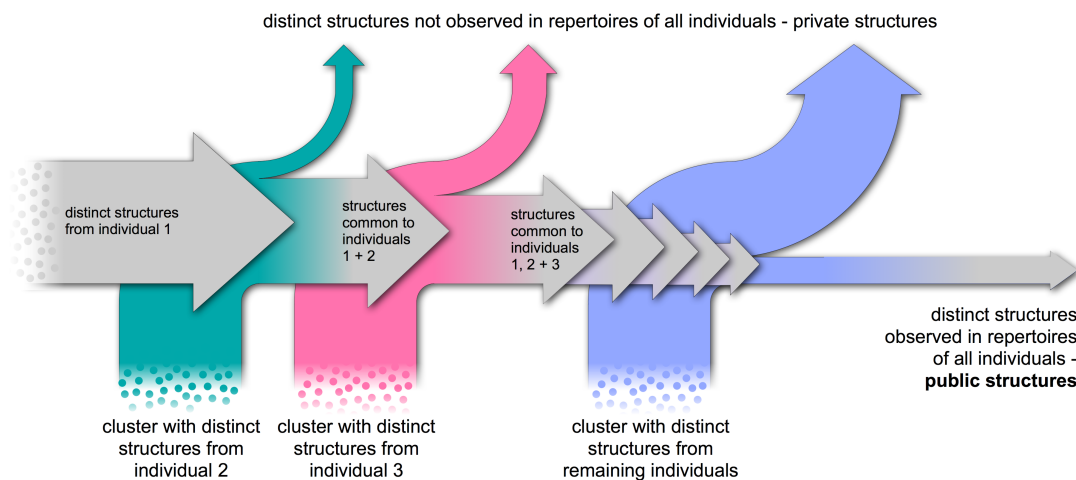 distinct structures not observed in repertoires of all individuals - private structures
distinct structures
from individual 1
structures
common to
individuals
1 + 2
structures
common to
individuals
1, 2 + 3
distinct structures
observed in repertoires
of all individuals -
public structures
cluster with distinct
structures from
individual 2
cluster with distinct
structures from
individual 3
cluster with distinct
structures from
remaining individuals